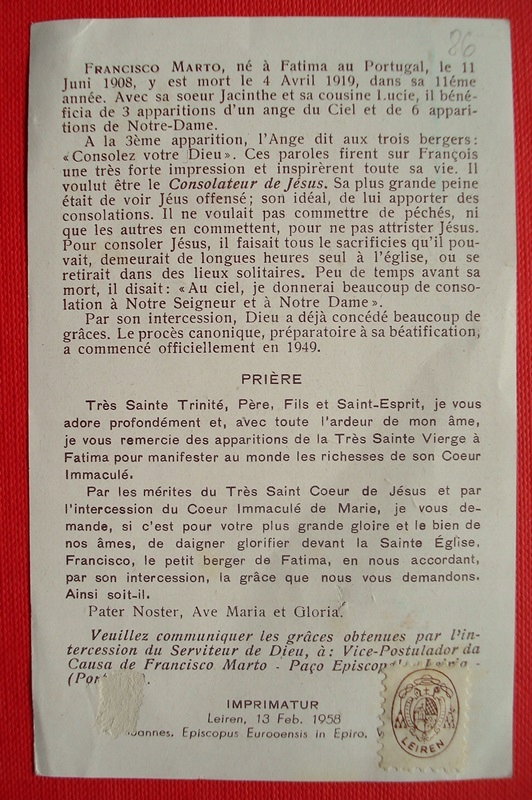 26
Francisco Marto, né à Fatima au Portugal, le 11
Juni 1908, y est mort le 4 Avril 1919, dans sa 11éme
année. Avec sa soeur Jacinthe et sa cousine Lucie, il béné-
ficia de 3 apparitions d'un ange du Ciel et de 6 appari-
tions de Notre-Dame.
A la 3ème apparition, l'Ange dit aux trois bergers:
«Consolez votre Dieu». Ces paroles firent sur François
une très forte impression et inspirèrent toute sa vie. Il
voulut être le Consolateur de Jésus. Sa plus grande peine
était de voir Jéus offensé; son idéal, de lui apporter des
consolations. Il ne voulait pas commettre de péchés, ni
que les autres en commettent, pour ne pas attrister Jésus.
Pour consoler Jésus, il faisait tous le sacrificies qu'il pou-
vait, demeurait de longues heures seul à l'église, ou se
retirait dans des lieux solitaires. Peu de temps avant sa
mort, il disait: «Au ciel, je donnerai beaucoup de conso-
lation à Notre Seigneur et à Notre Dame».
Par son intercession, Dieu a déjà concédé beaucoup de
grâces. Le procès canonique, préparatoire à sa béatification,
a commencé officiellement en 1949.
PRIÈRE
Très Sainte Trinité, Père, Fils et Saint-Esprit, je vous
adore profondément et, avec toute l'ardeur de mon âme,
je vous remercie des apparitions de la Très Sainte Vierge à
Fatima pour manifester au monde les richesses de son Coeur
Immaculé.
Par les mérites du Très Saint Coeur de Jésus et par
l'intercession du Coeur Immaculé de Marie, je vous de-
mande, si c'est pour votre plus grande gloire et le bien de
nos âmes, de daigner glorifier devant la Sainte Église,
Francisco, le petit berger de Fatima, en nous accordant,
par son intercession, la grâce que nous vous demandons.
Ainsi soit-il.
Pater Noster, Ave Maria et Gloria.
Veuillez communiquer les grâces obtenues par l'in-
tercession du Serviteur de Dieu, à: Vice-Postulador da
Causa de Francisco Marto - Paço -
IMPRIMATUR
Leiren, 13 Feb. 1958
Episcopus Eurooensis in Epiro,
LEIREN